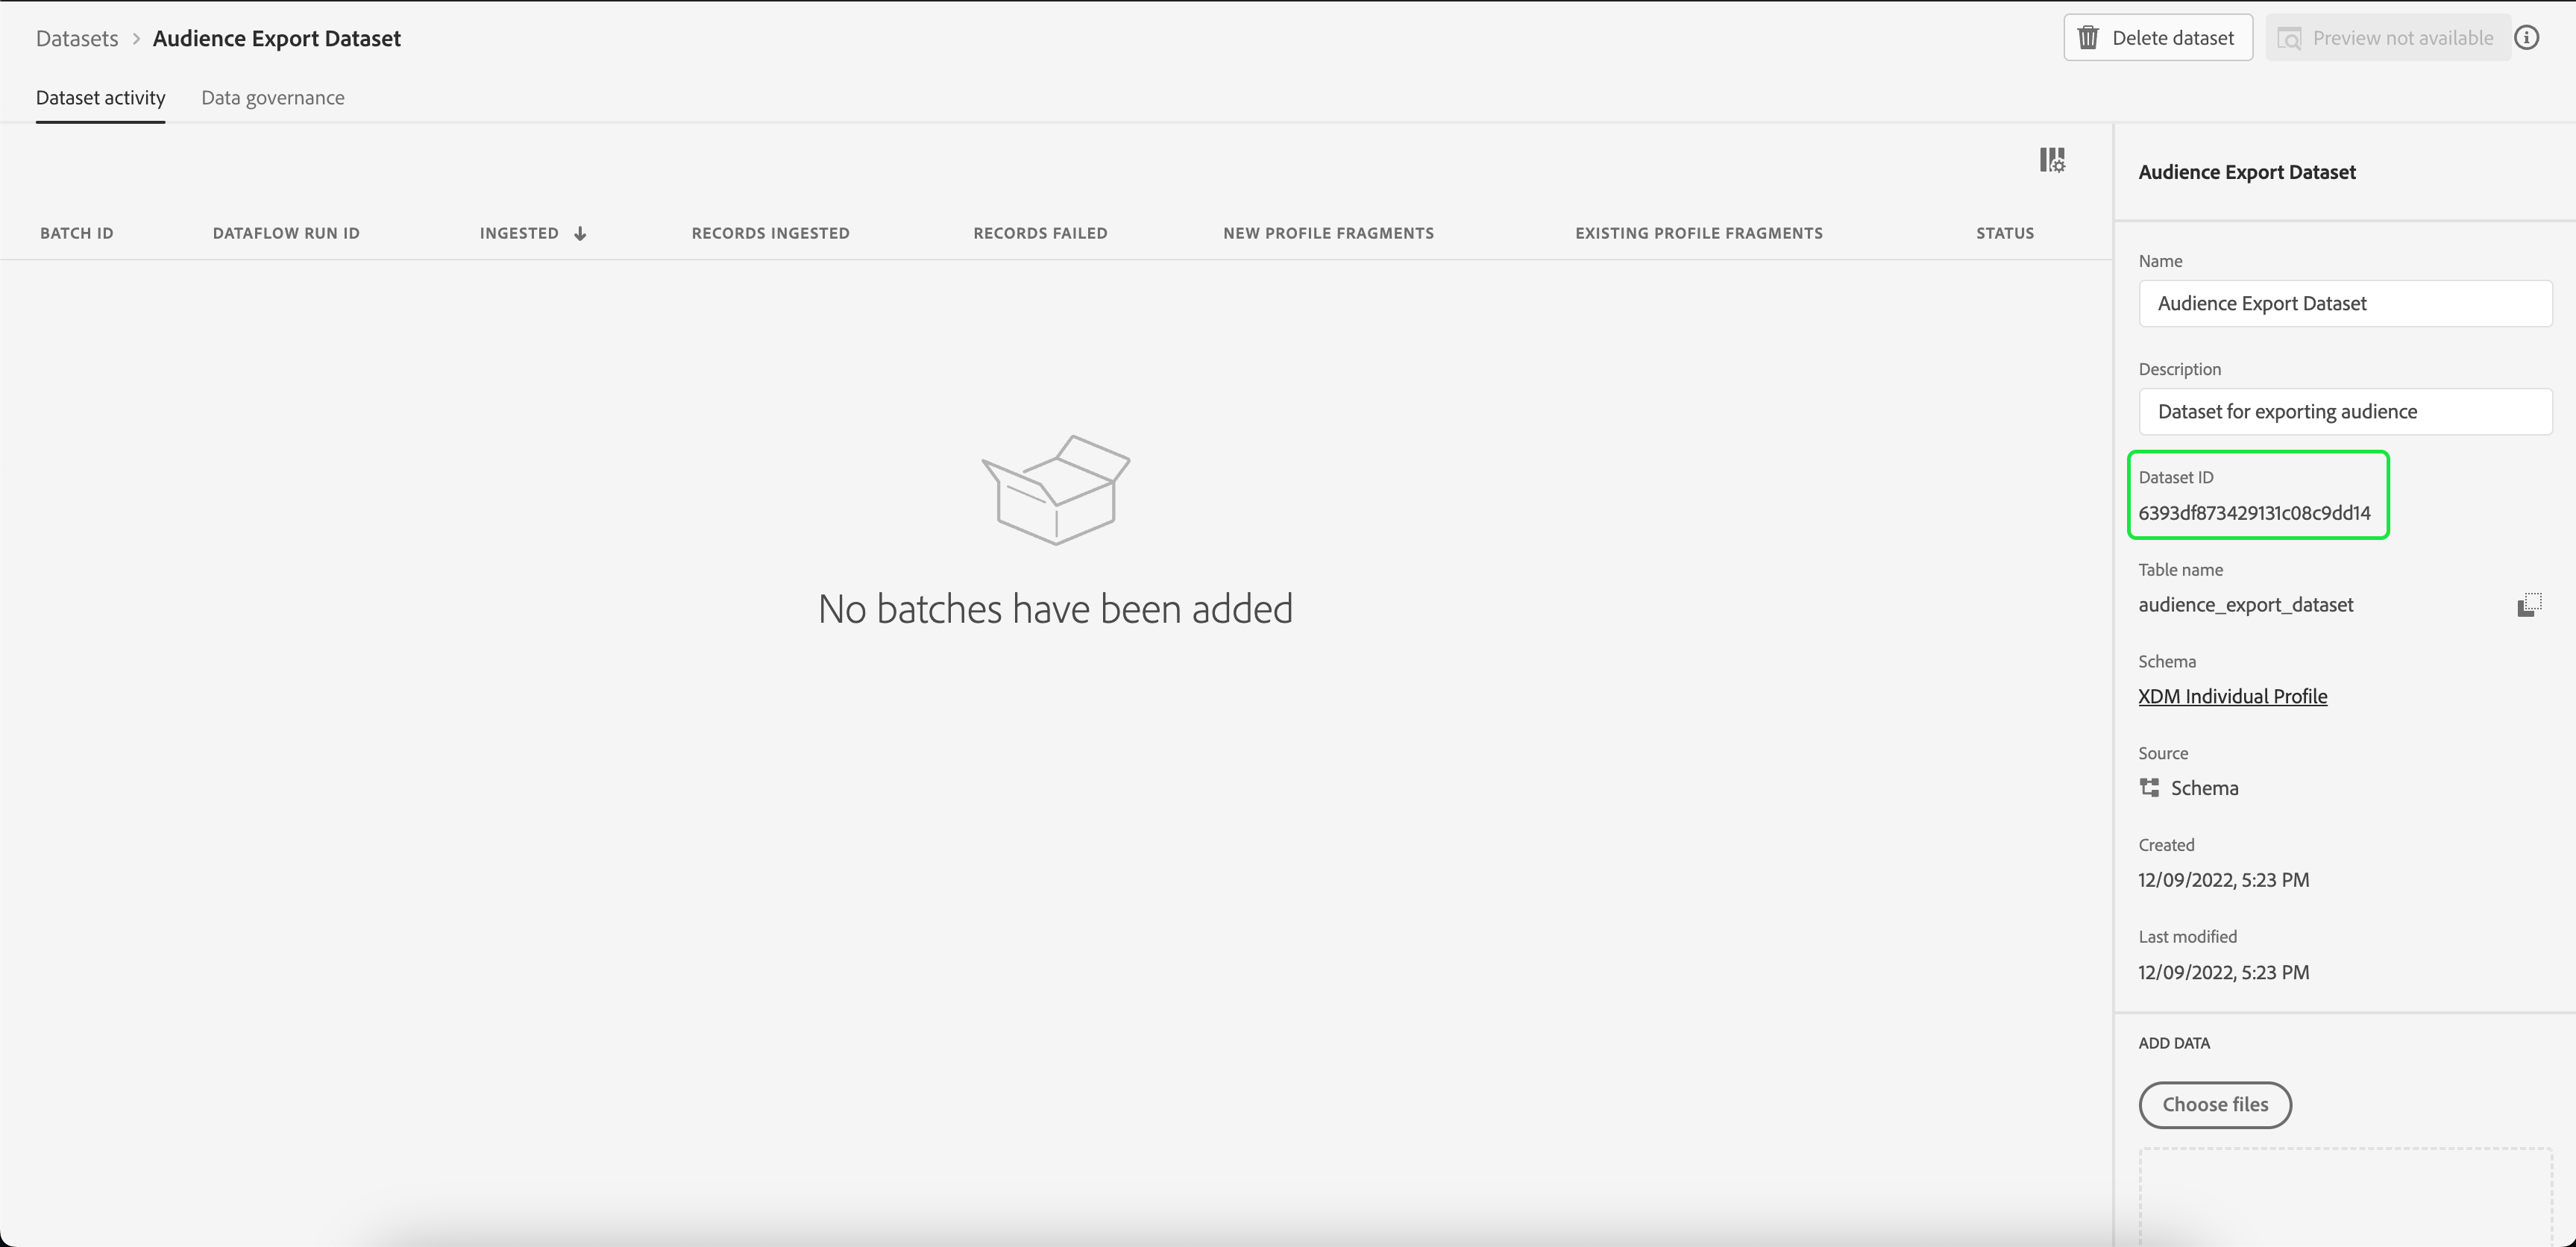 Datasets > Audience Export Dataset
Delete dataset
Preview not available
Dataset activity
Data governance
BATCH ID
DATAFLOW RUN ID
INGESTED
RECORDS INGESTED
RECORDS FAILED
NEW PROFILE FRAGMENTS
EXISTING PROFILE FRAGMENTS
STATUS
No batches have been added
Audience Export Dataset
Name
Audience Export Dataset
Description
Dataset for exporting audience
Dataset ID
6393df873429131c08c9dd14
Table name
audience_export_dataset
Schema
XDM Individual Profile
Source
Schema
Created
12/09/2022, 5:23 PM
Last modified
12/09/2022, 5:23 PM
ADD DATA
Choose files